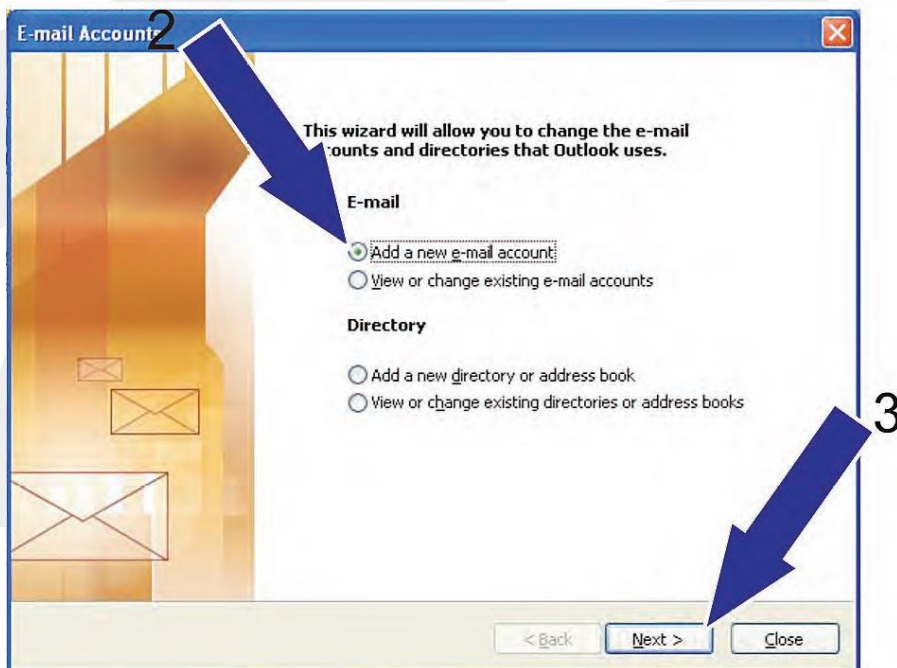 E-mail Accounts
2
This wizard will allow you to change the e-mail
counts and directories that Outlook uses.
E-mail
Add a new e-mail account
View or change existing e-mail accounts
Directory
Add a new directory or address book
View or change existing directories or address books
3
< Back
Next >
Close